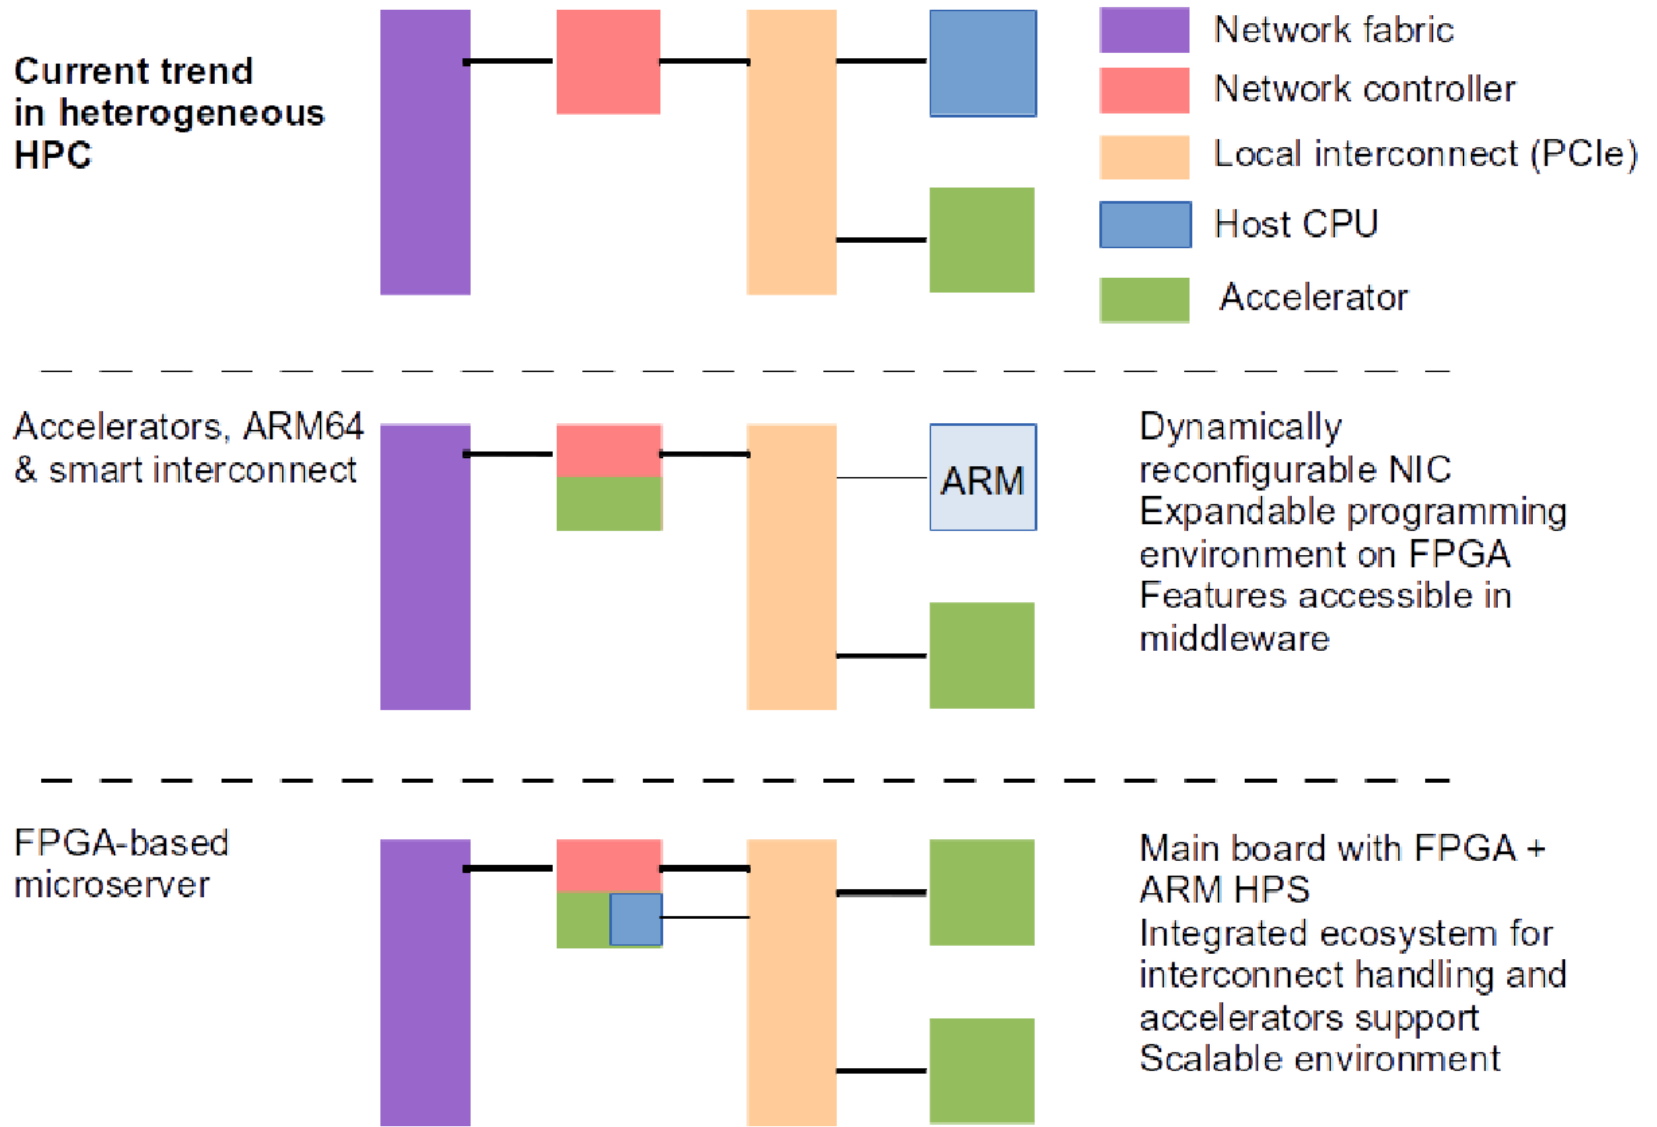 Current trend
in heterogeneous
HPC
Network fabric
Network controller
Local interconnect (PCIe)
Host CPU
Accelerator
Accelerators, ARM64
& smart interconnect
ARM
Dynamically
reconfigurable NIC
Expandable programming
environment on FPGA
Features accessible in
middleware
FPGA-based
microserver
Main board with FPGA +
ARM HPS
Integrated ecosystem for
interconnect handling and
accelerators support
Scalable environment